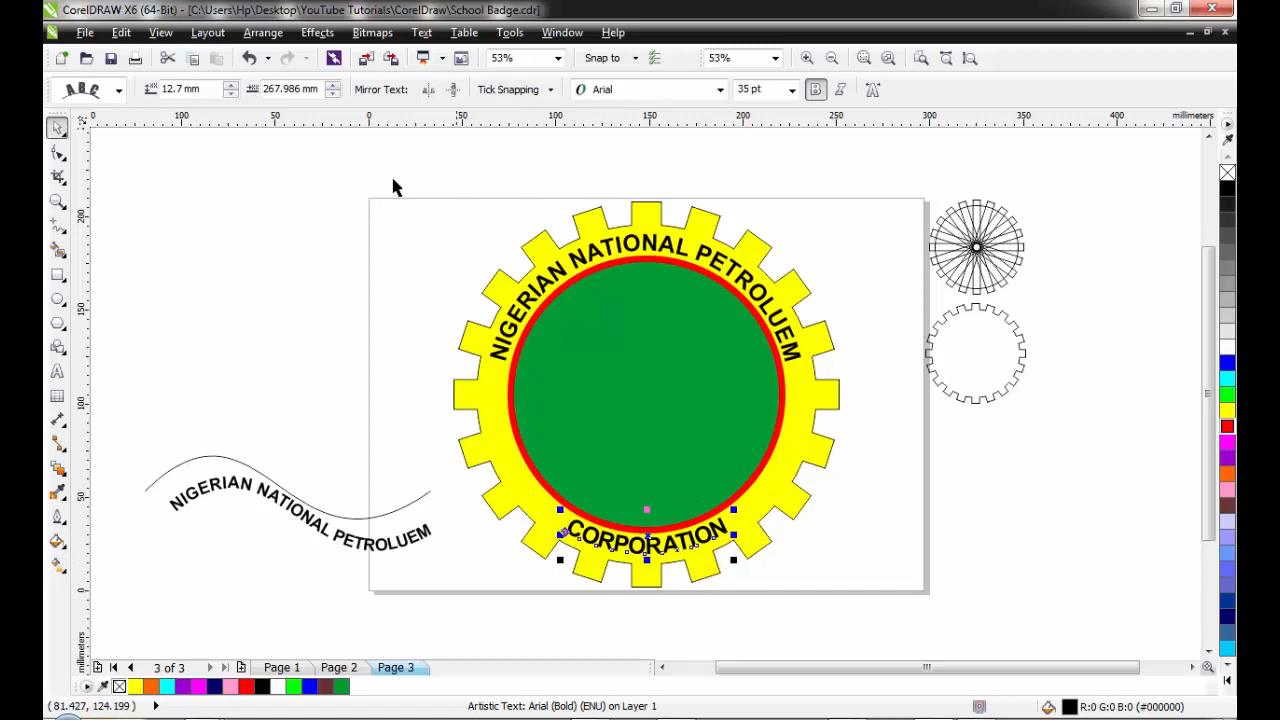 CorelDRAW X6 (64-Bit) - [C:\Users\Hp\Desktop\YouTube Tutorials\CorelDraw\School Badge.cdr]
File Edit View Layout Arrange Effects Bitmaps Text Table Tools Window Help
53% Snap to 53%
ABC 12.7 mm 267.986 mm Mirror Text: Tick Snapping O Arial 35 pt B
0 100 50 0 50 100 150 200 250 300 350 400 millimeters
200
150
100
50
0
millimeters
NIGERIAN NATIONAL PETROLUEM
CORPORATION
NIGERIAN NATIONAL PETROLUEM
3 of 3 Page 1 Page 2 Page 3
(81.427, 124.199) Artistic Text: Arial (Bold) (ENU) on Layer 1 R:0 G:0 B:0 (#000000)